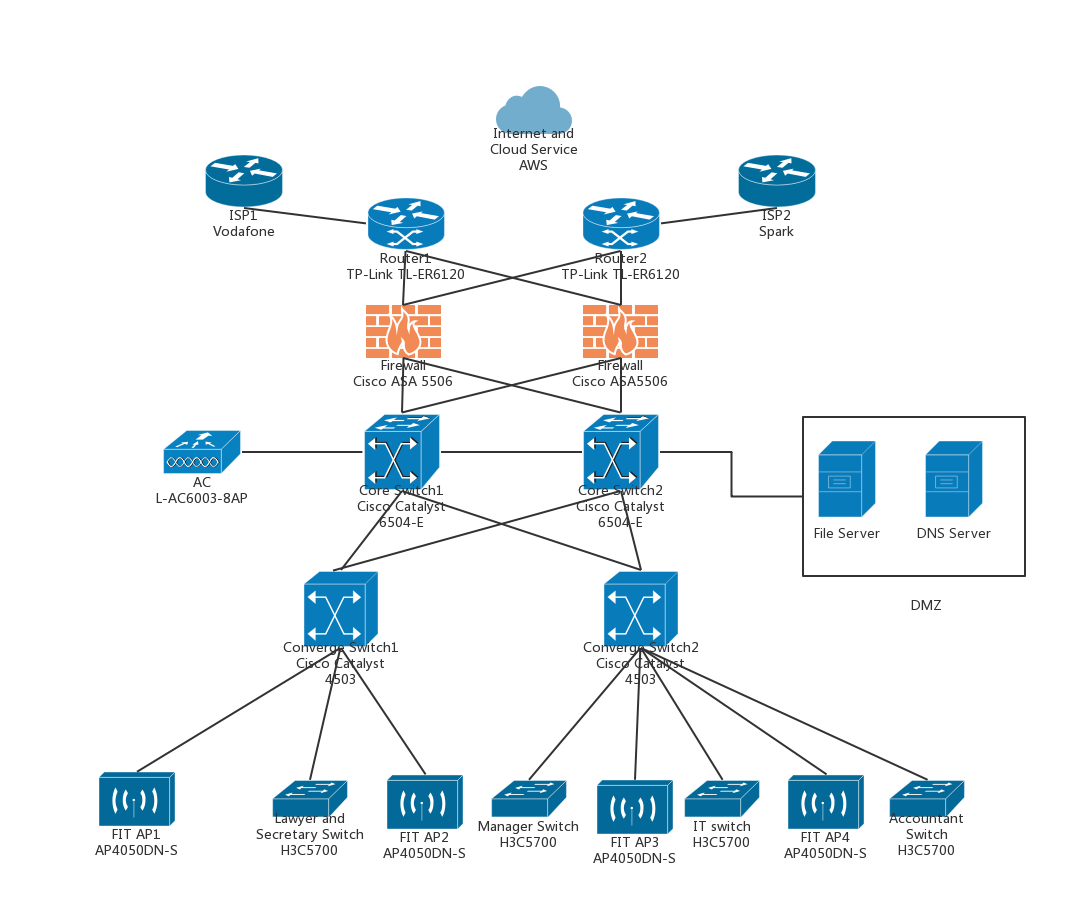 Internet and
Cloud Service
AWS
ISP1
Vodafone
ISP2
Spark
Router1
TP-Link TL-ER6120
Router2
TP-Link TL-ER6120
Firewall
Cisco ASA 5506
Firewall
Cisco ASA5506
AC
L-AC6003-8AP
Core Switch1
Cisco Catalyst
6504-E
Core Switch2
Cisco Catalyst
6504-E
File Server
DNS Server
DMZ
Converge Switch1
Cisco Catalyst
4503
Converge Switch2
Cisco Catalyst
4503
FIT AP1
AP4050DN-S
Lawyer and
Secretary Switch
H3C5700
FIT AP2
AP4050DN-S
Manager Switch
H3C5700
FIT AP3
AP4050DN-S
IT switch
H3C5700
FIT AP4
AP4050DN-S
Accountant
Switch
H3C5700